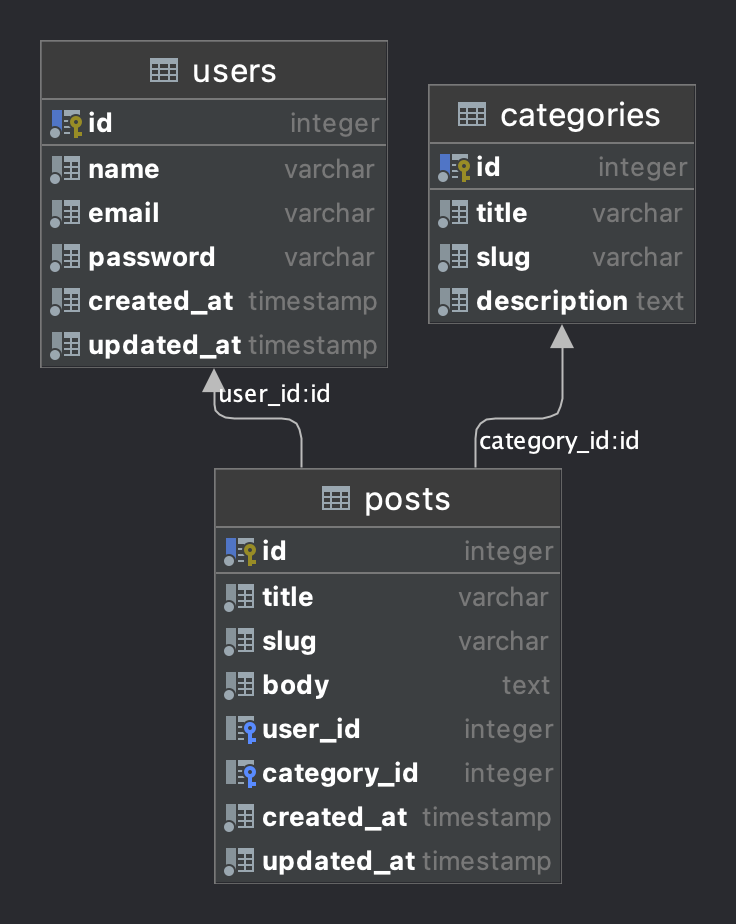 users
id integer
name varchar
email varchar
password varchar
created_at timestamp
updated_at timestamp
categories
id integer
title varchar
slug varchar
description text
user_id:id
category_id:id
posts
id integer
title varchar
slug varchar
body text
user_id integer
category_id integer
created_at timestamp
updated_at timestamp